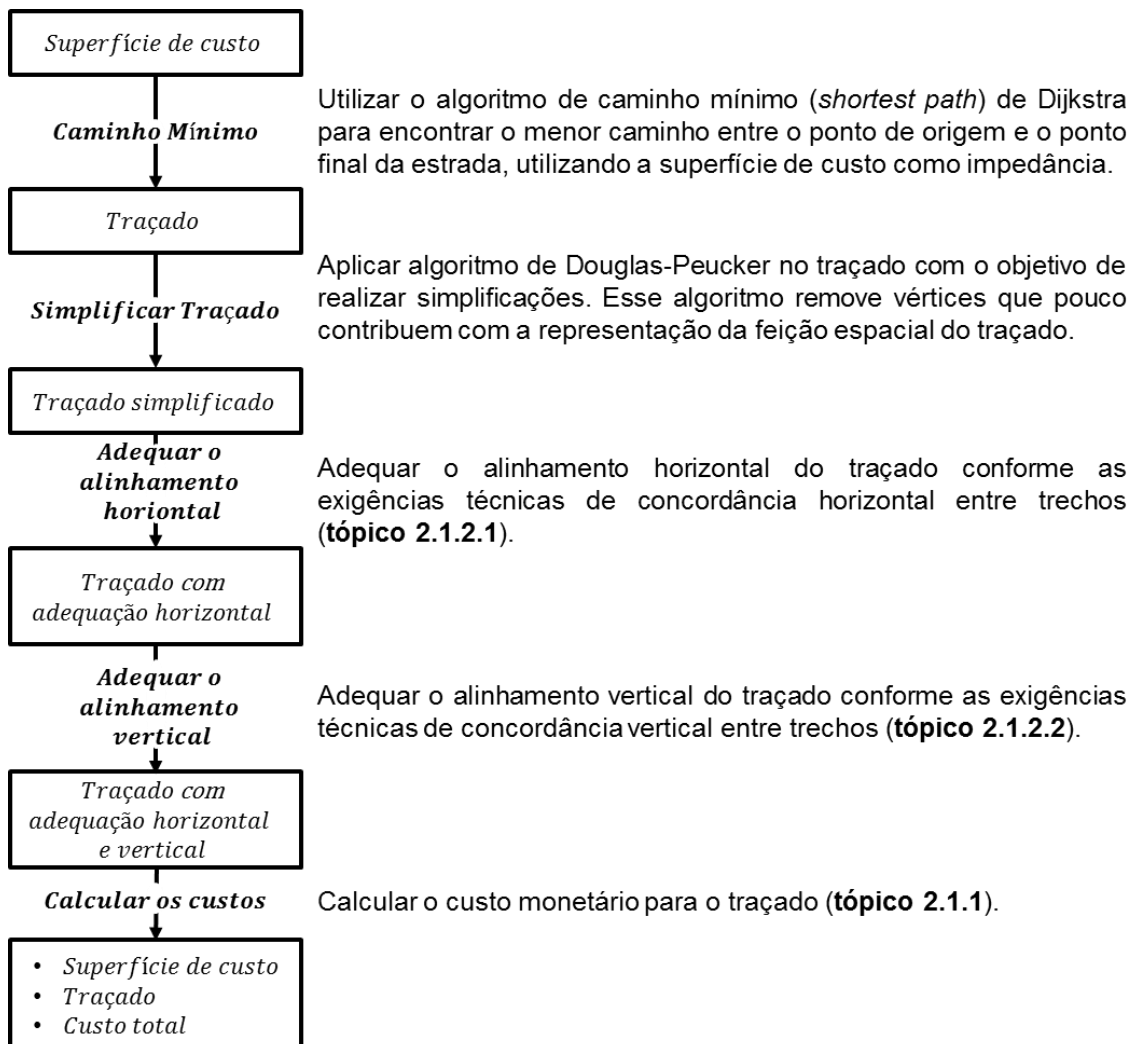 Superfície de custo
Caminho Mínimo
Utilizar o algoritmo de caminho mínimo (shortest path) de Dijkstra
para encontrar o menor caminho entre o ponto de origem e o ponto
final da estrada, utilizando a superfície de custo como impedância.
Traçado
Simplificar Traçado
Aplicar algoritmo de Douglas-Peucker no traçado com o objetivo de
realizar simplificações. Esse algoritmo remove vértices que pouco
contribuem com a representação da feição espacial do traçado.
Traçado simplificado
Adequar o
alinhamento
horiontal
Adequar o alinhamento horizontal do traçado conforme as
exigências técnicas de concordância horizontal entre trechos
(tópico 2.1.2.1).
Traçado com
adequação horizontal
Adequar o
alinhamento
vertical
Adequar o alinhamento vertical do traçado conforme as exigências
técnicas de concordância vertical entre trechos (tópico 2.1.2.2).
Traçado com
adequação horizontal
e vertical
Calcular os custos
Calcular o custo monetário para o traçado (tópico 2.1.1).
• Superfície de custo
• Traçado
• Custo total